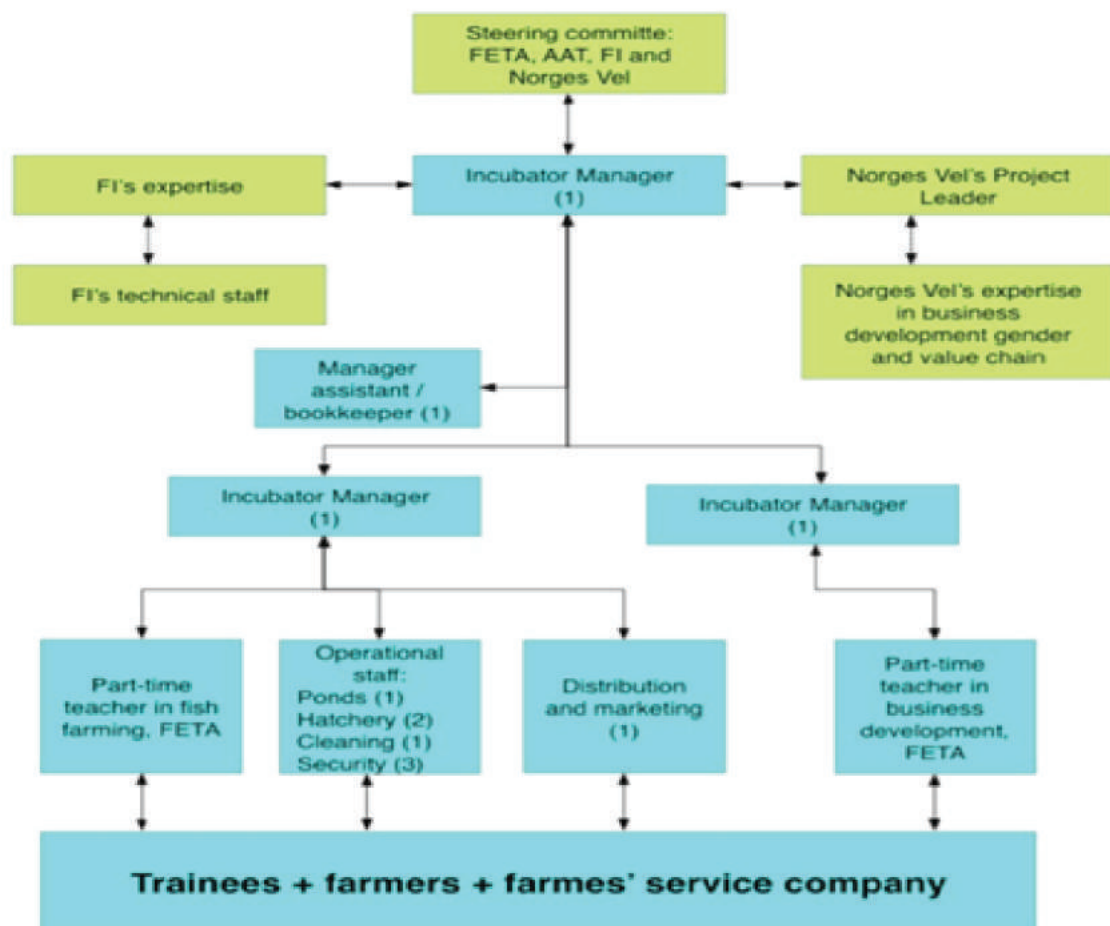 Steering committe:
FETA, AAT, FI and
Norges Vel
FI's expertise
Incubator Manager
(1)
Norges Vel's Project
Leader
FI's technical staff
Norges Vel's expertise
in business
development gender
and value chain
Manager
assistant /
bookkeeper (1)
Incubator Manager
(1)
Incubator Manager
(1)
Part-time
teacher in fish
farming, FETA
Operational
staff:
Ponds (1)
Hatchery (2)
Cleaning (1)
Security (3)
Distribution
and marketing
(1)
Part-time
teacher in
business
development,
FETA
Trainees + farmers + farmes' service company